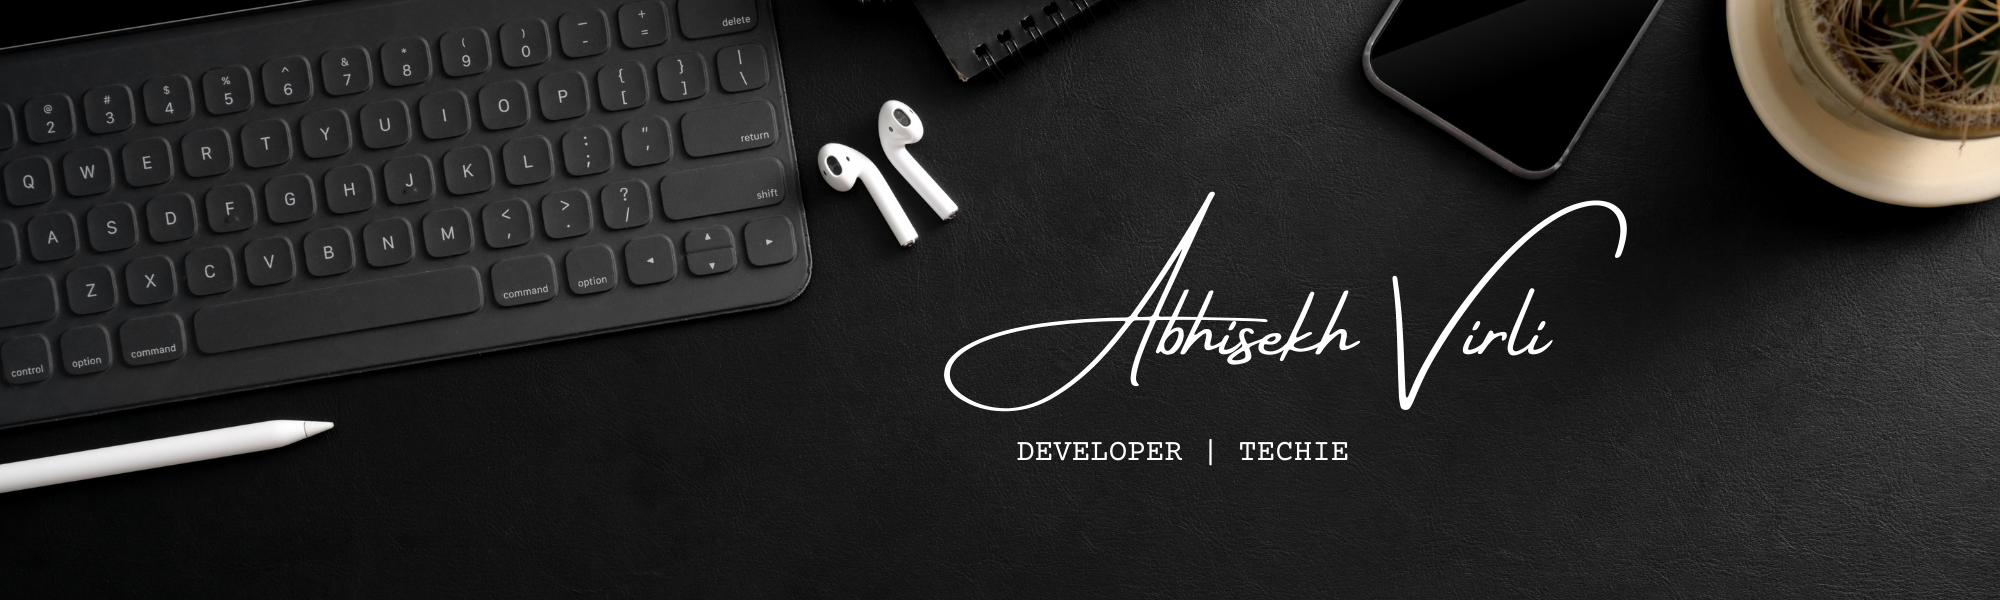 delete
@ # $ % ^ & * ( ) — +
2 3 4 5 6 7 8 9 0 - =
Q W E R T Y U I O P { } |
[ ] \
return
A S D F G H J K L : "
; ,
shift
Z X C V B N M < > ?
, . /
control option command command option
Abhisekh Virli
DEVELOPER | TECHIE